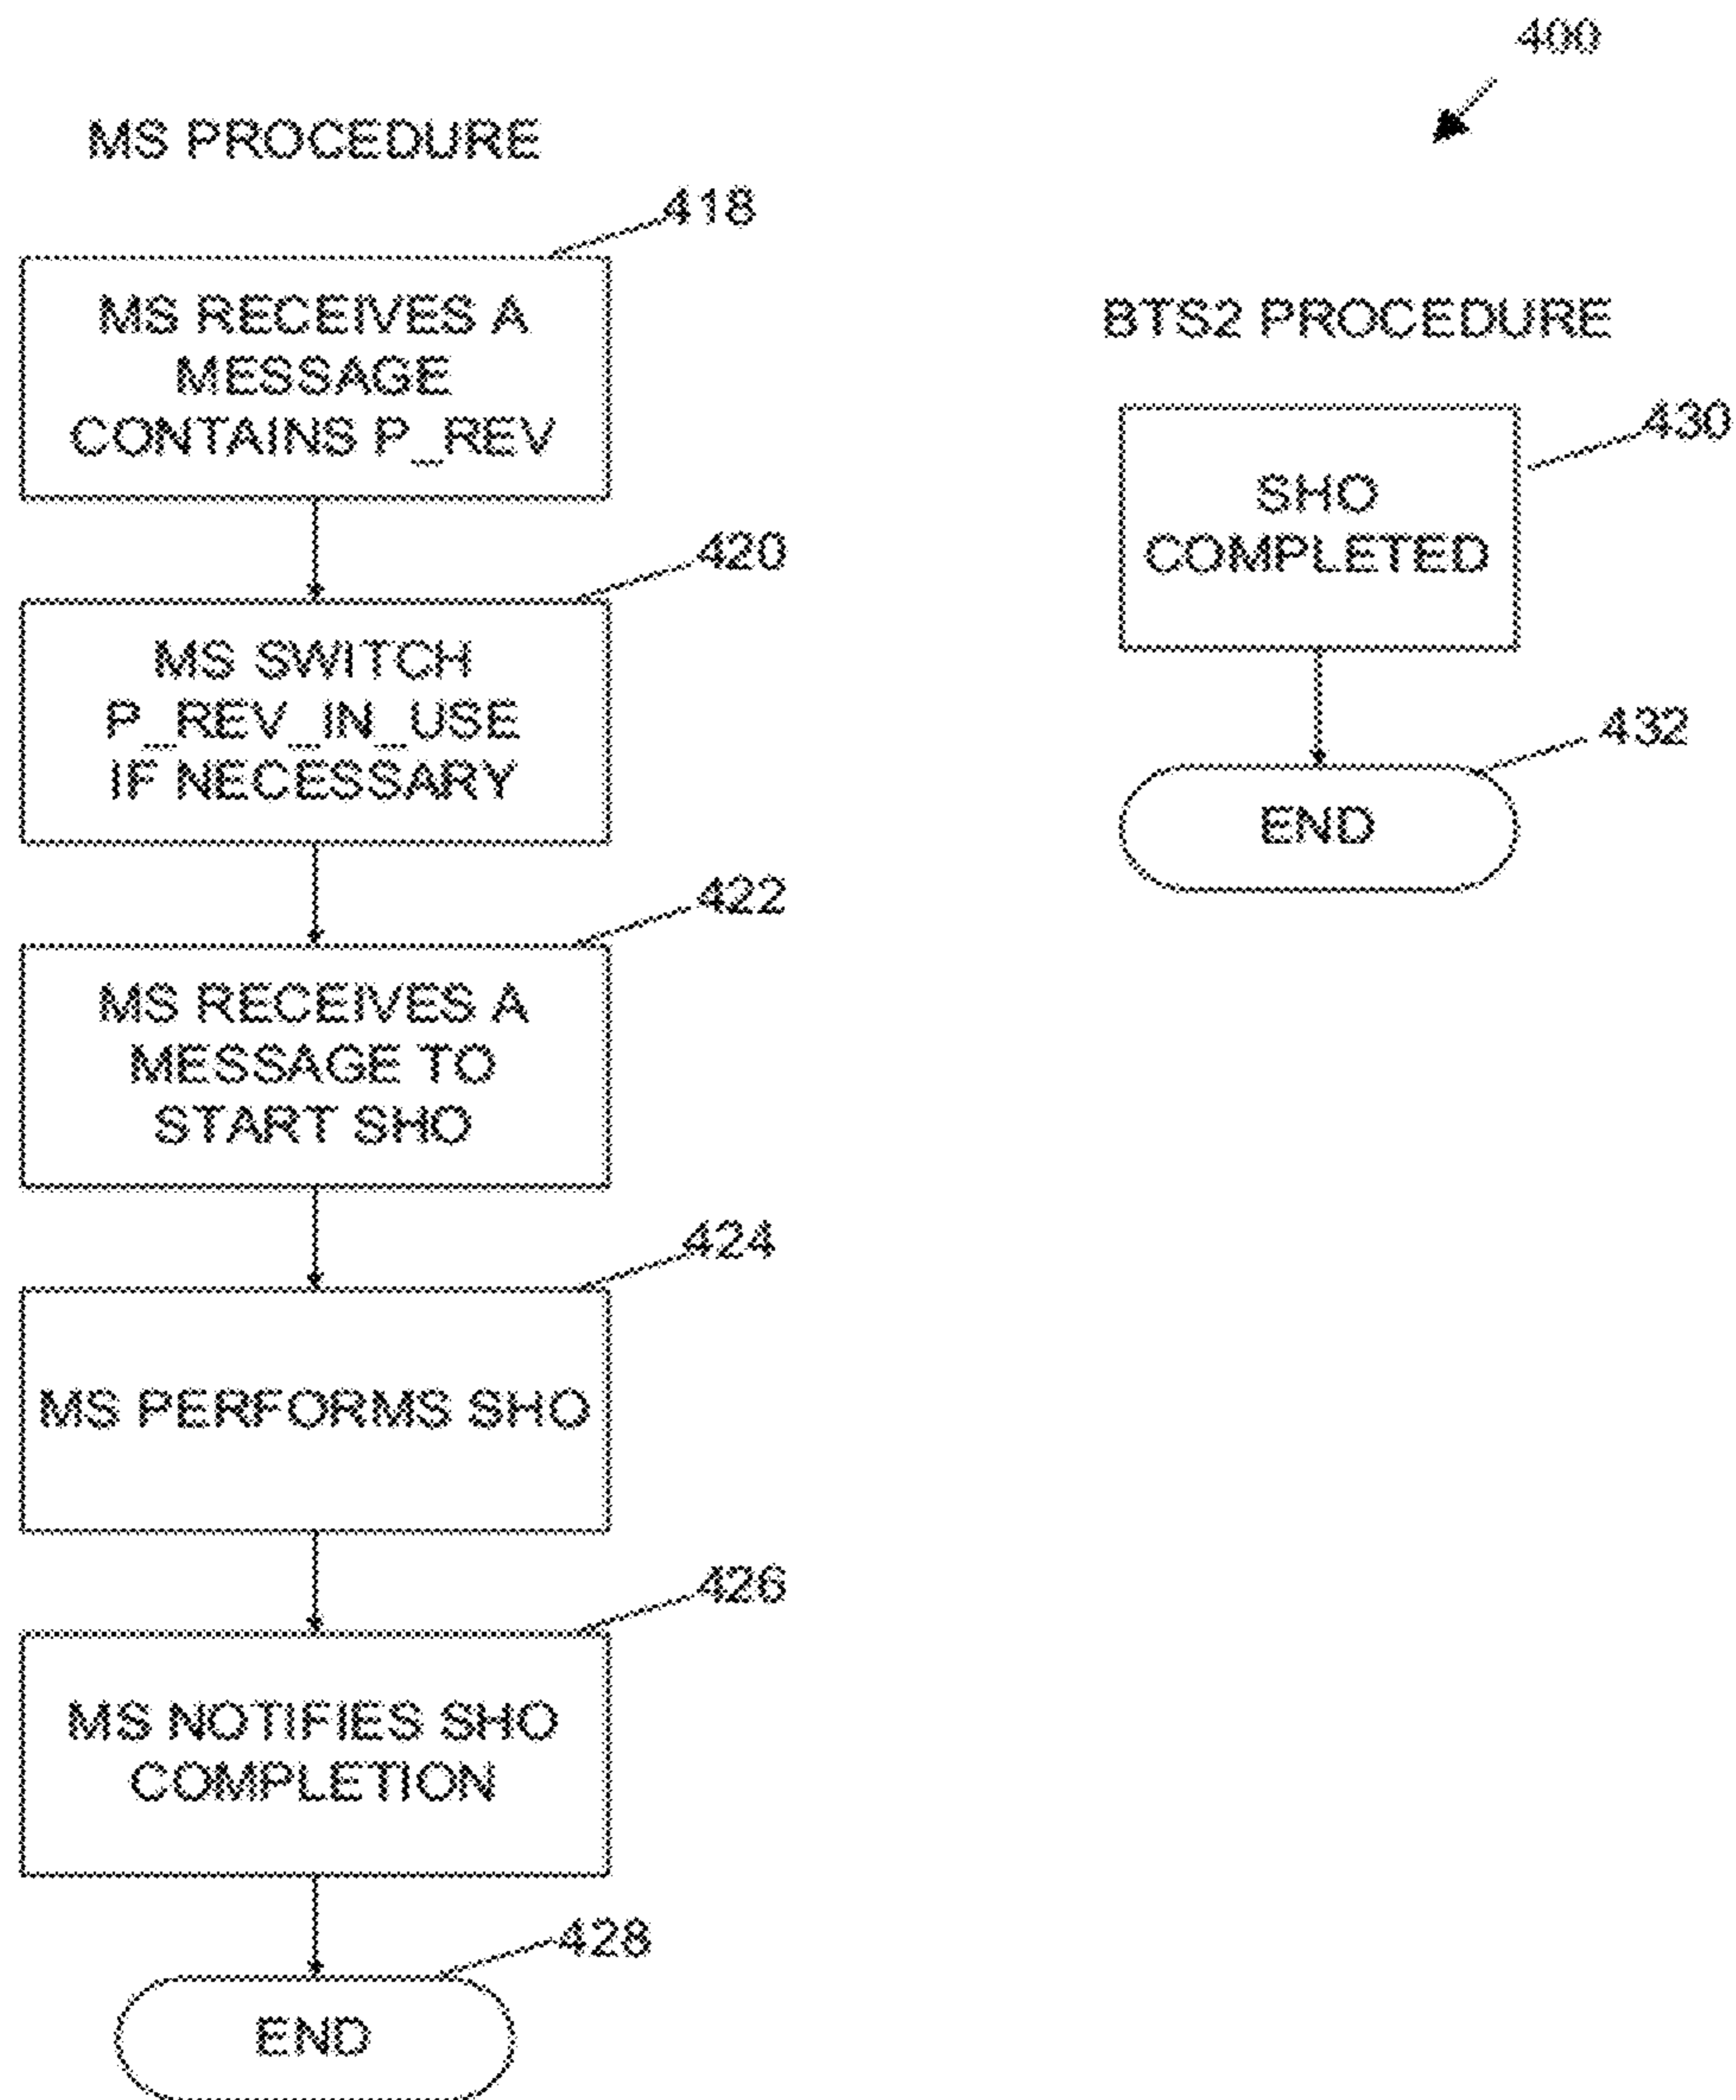 400
MS PROCEDURE
418
MS RECEIVES A
MESSAGE
CONTAINS P_REV
420
MS SWITCH
P_REV_IN_USE
IF NECESSARY
422
MS RECEIVES A
MESSAGE TO
START SHO
424
MS PERFORMS SHO
426
MS NOTIFIES SHO
COMPLETION
428
END
BTS2 PROCEDURE
430
SHO
COMPLETED
432
END